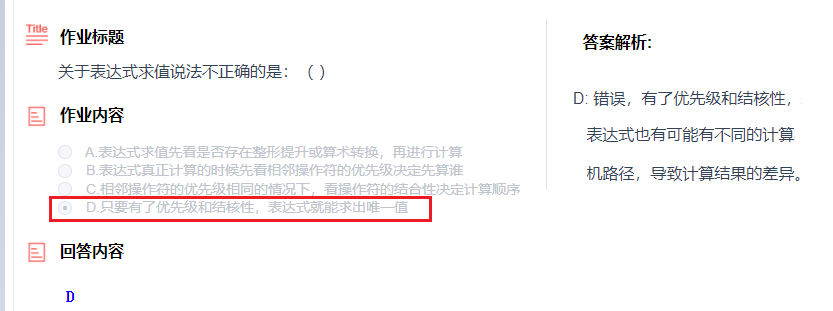 Title
作业标题
关于表达式求值说法不正确的是：（ ）
作业内容
A.表达式求值先看是否存在整形提升或算术转换，再进行计算
B.表达式真正计算的时候先看相邻操作符的优先级决定先算谁
C.相邻操作符的优先级相同的情况下，看操作符的结合性决定计算顺序
D.只要有了优先级和结核性，表达式就能求出唯一值
回答内容
D
答案解析:
D: 错误，有了优先级和结核性，
表达式也有可能有不同的计算
机路径，导致计算结果的差异。